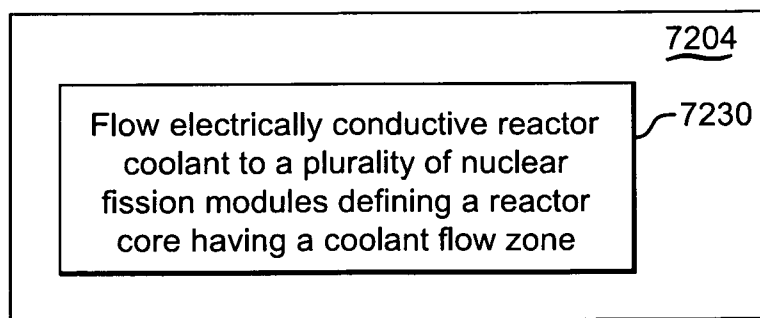 7204
7230
Flow electrically conductive reactor
coolant to a plurality of nuclear
fission modules defining a reactor
core having a coolant flow zone